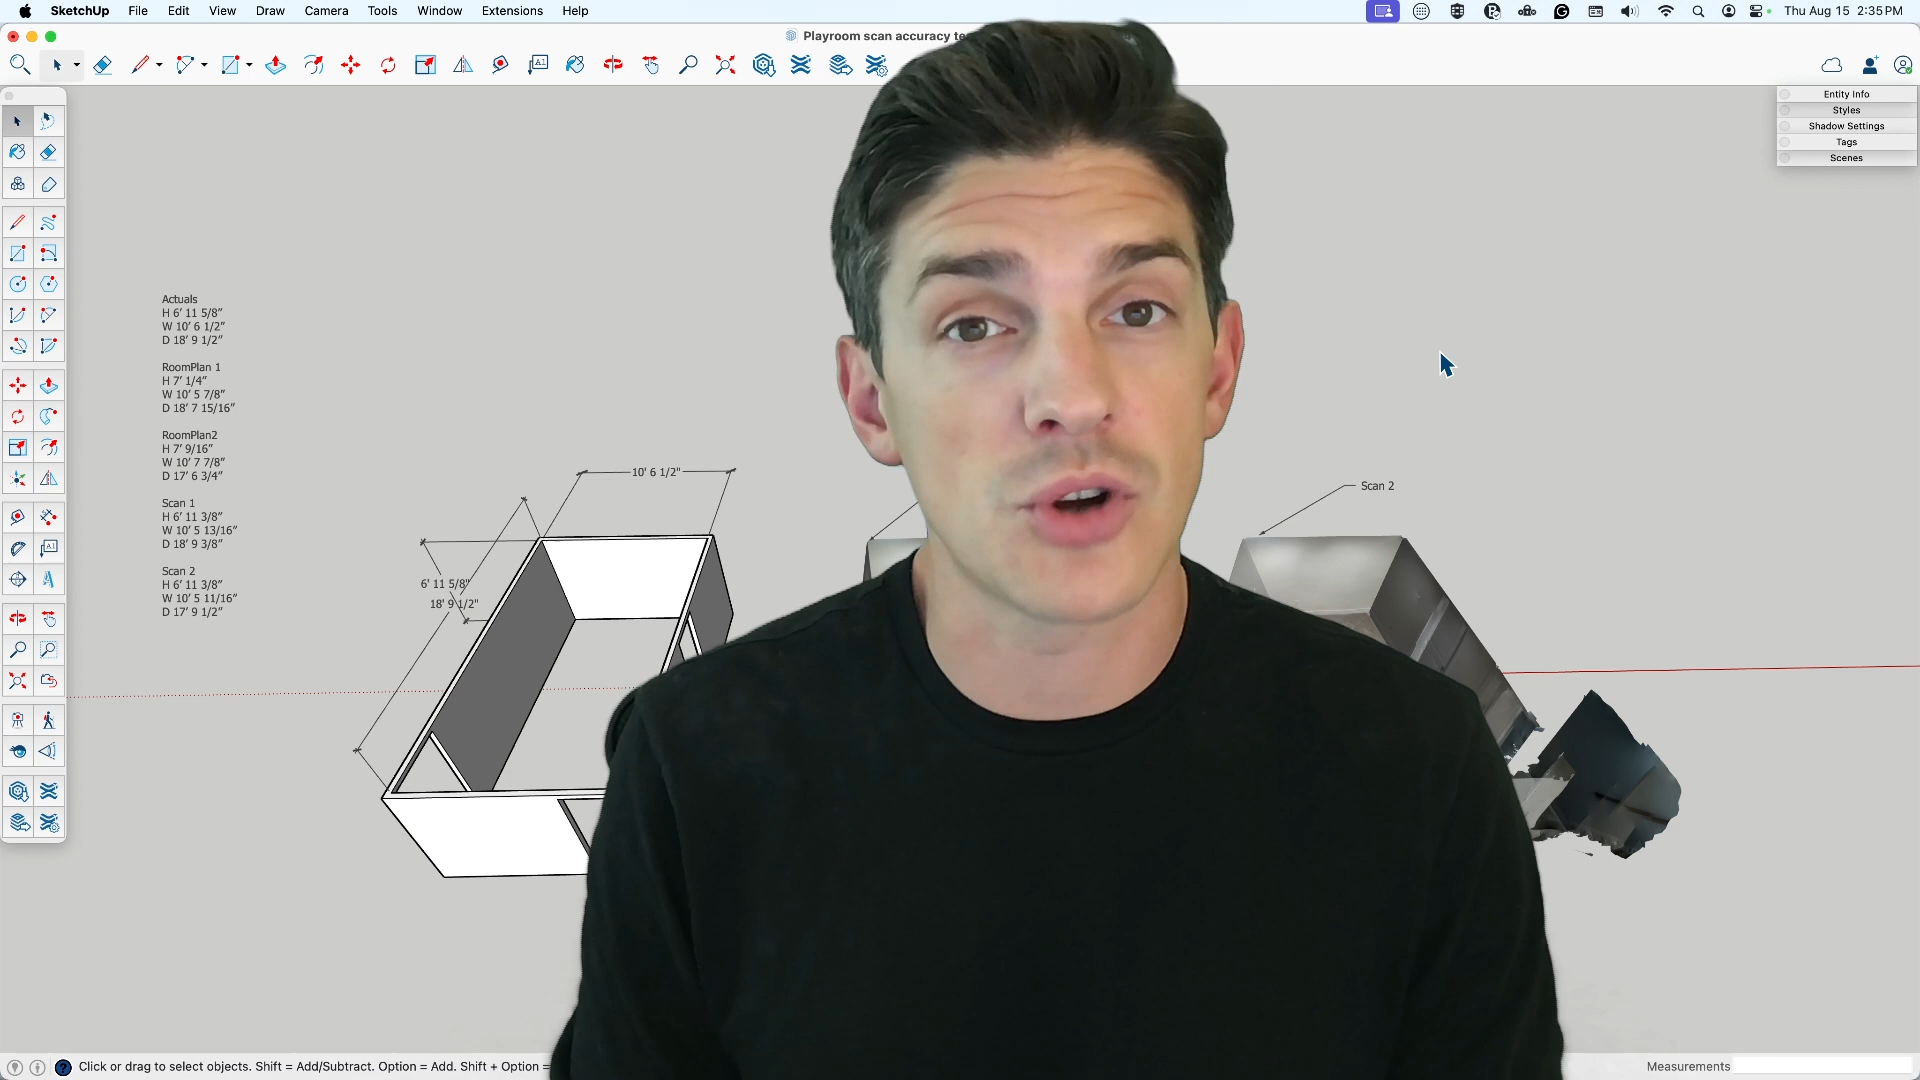 SketchUp File Edit View Draw Camera Tools Window Extensions Help Thu Aug 15 2:35 PM
Playroom scan accuracy
Entity Info
Styles
Shadow Settings
Tags
Scenes
Actuals
H 6' 11 5/8"
W 10' 6 1/2"
D 18' 9 1/2"
RoomPlan 1
H 7' 1/4"
W 10' 5 7/8"
D 18' 7 15/16"
RoomPlan2
H 7' 9/16"
W 10' 7 7/8"
D 17' 6 3/4"
Scan 1
H 6' 11 3/8"
W 10' 5 13/16"
D 18' 9 3/8"
Scan 2
H 6' 11 3/8"
W 10' 5 11/16"
D 17' 9 1/2"
10' 6 1/2"
6' 11 5/8"
18' 9 1/2"
Scan 2
Click or drag to select objects. Shift = Add/Subtract. Option = Add. Shift + Option =
Measurements